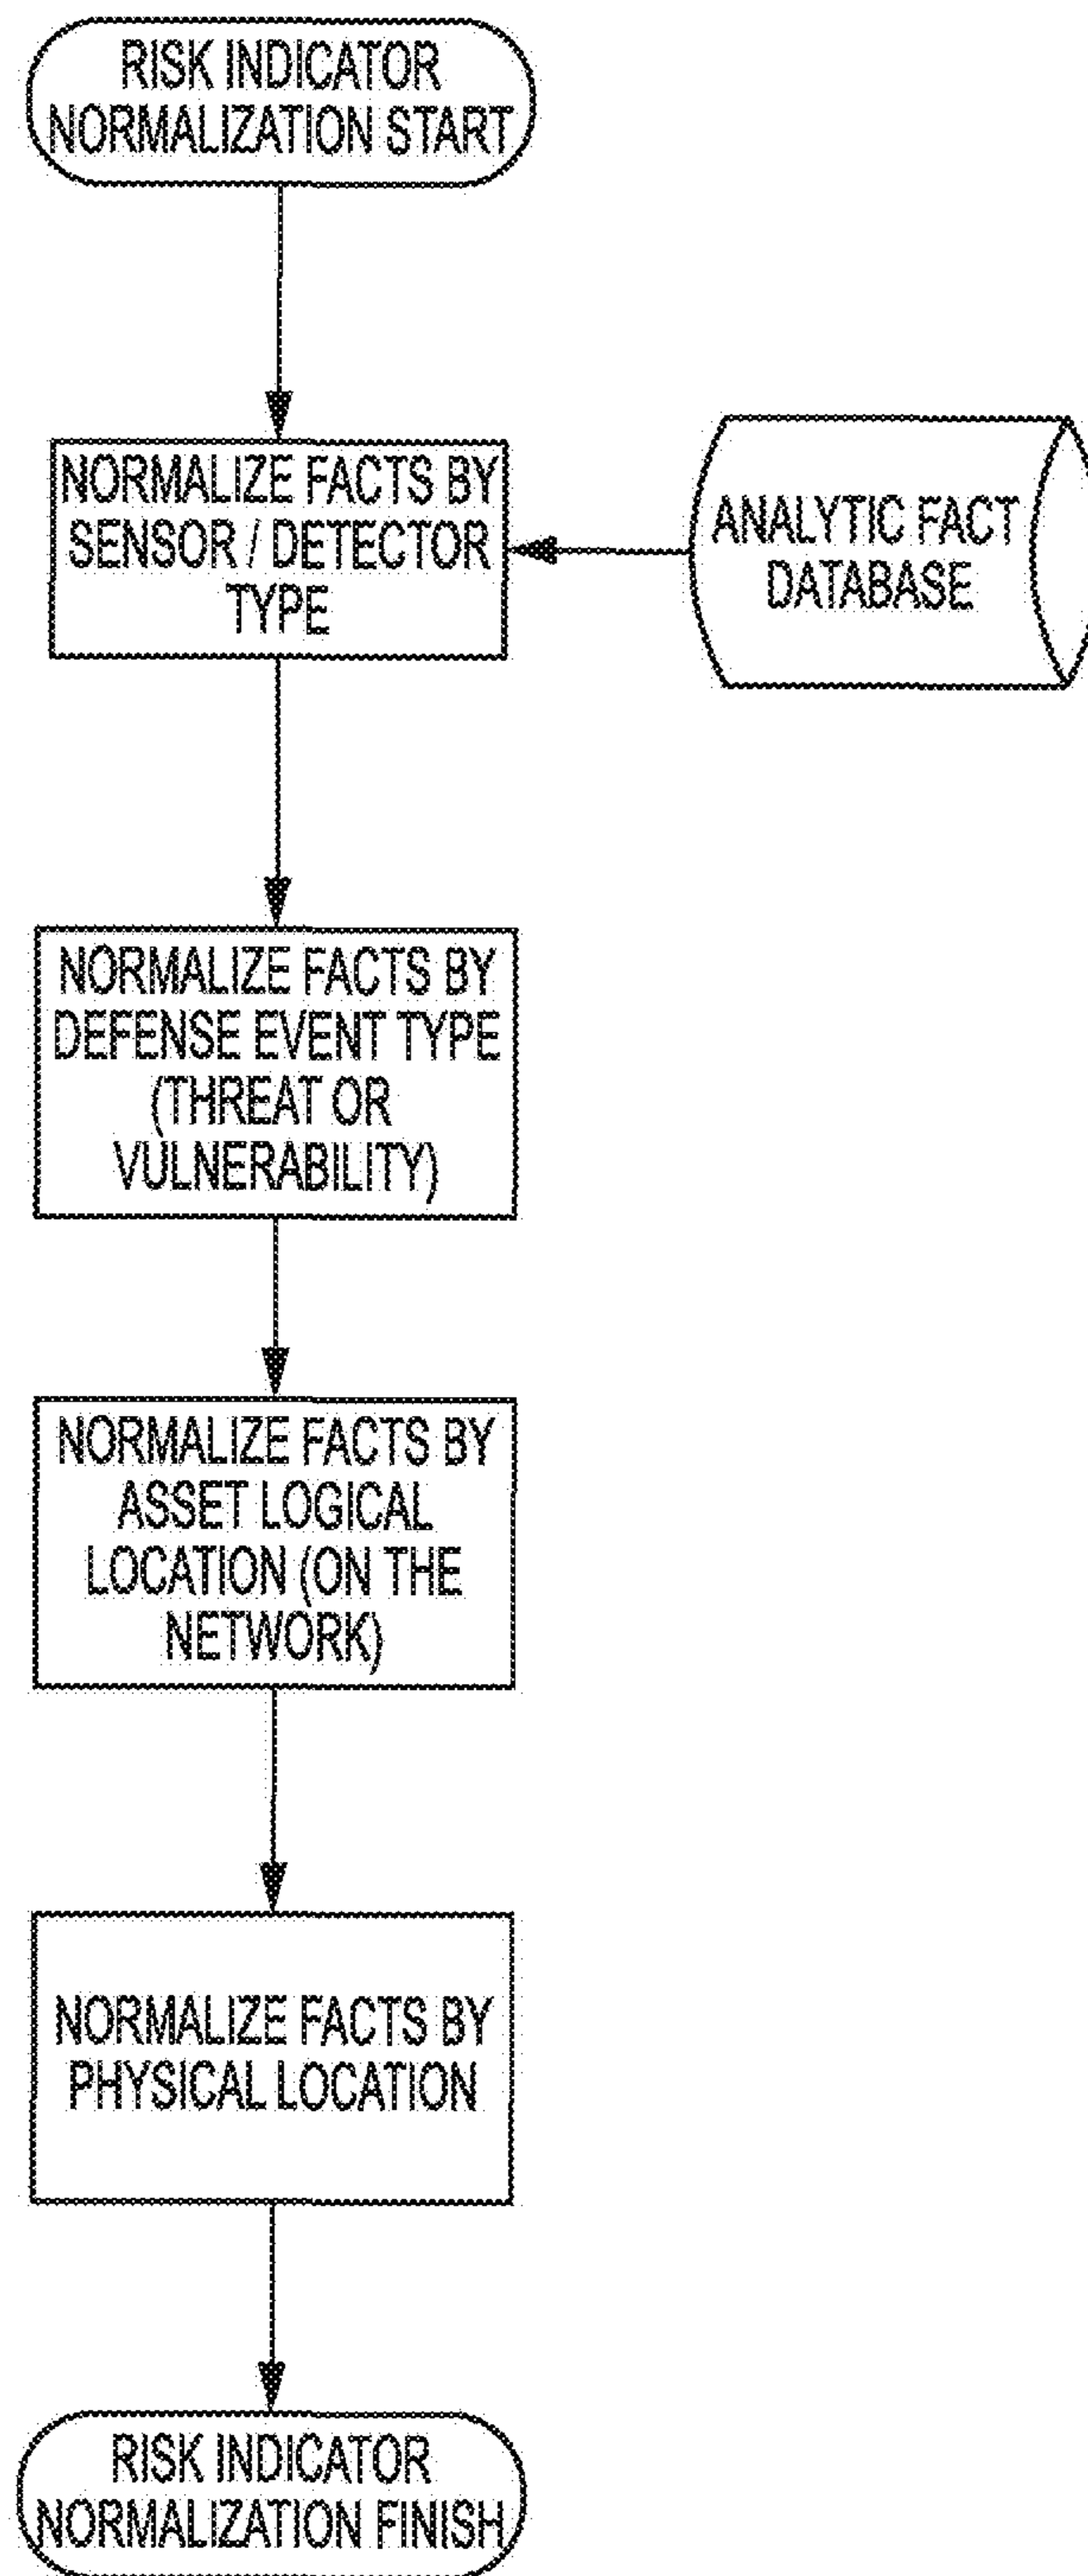 RISK INDICATOR
NORMALIZATION START
NORMALIZE FACTS BY
SENSOR / DETECTOR
TYPE
ANALYTIC FACT
DATABASE
NORMALIZE FACTS BY
DEFENSE EVENT TYPE
(THREAT OR
VULNERABILITY)
NORMALIZE FACTS BY
ASSET LOGICAL
LOCATION (ON THE
NETWORK)
NORMALIZE FACTS BY
PHYSICAL LOCATION
RISK INDICATOR
NORMALIZATION FINISH